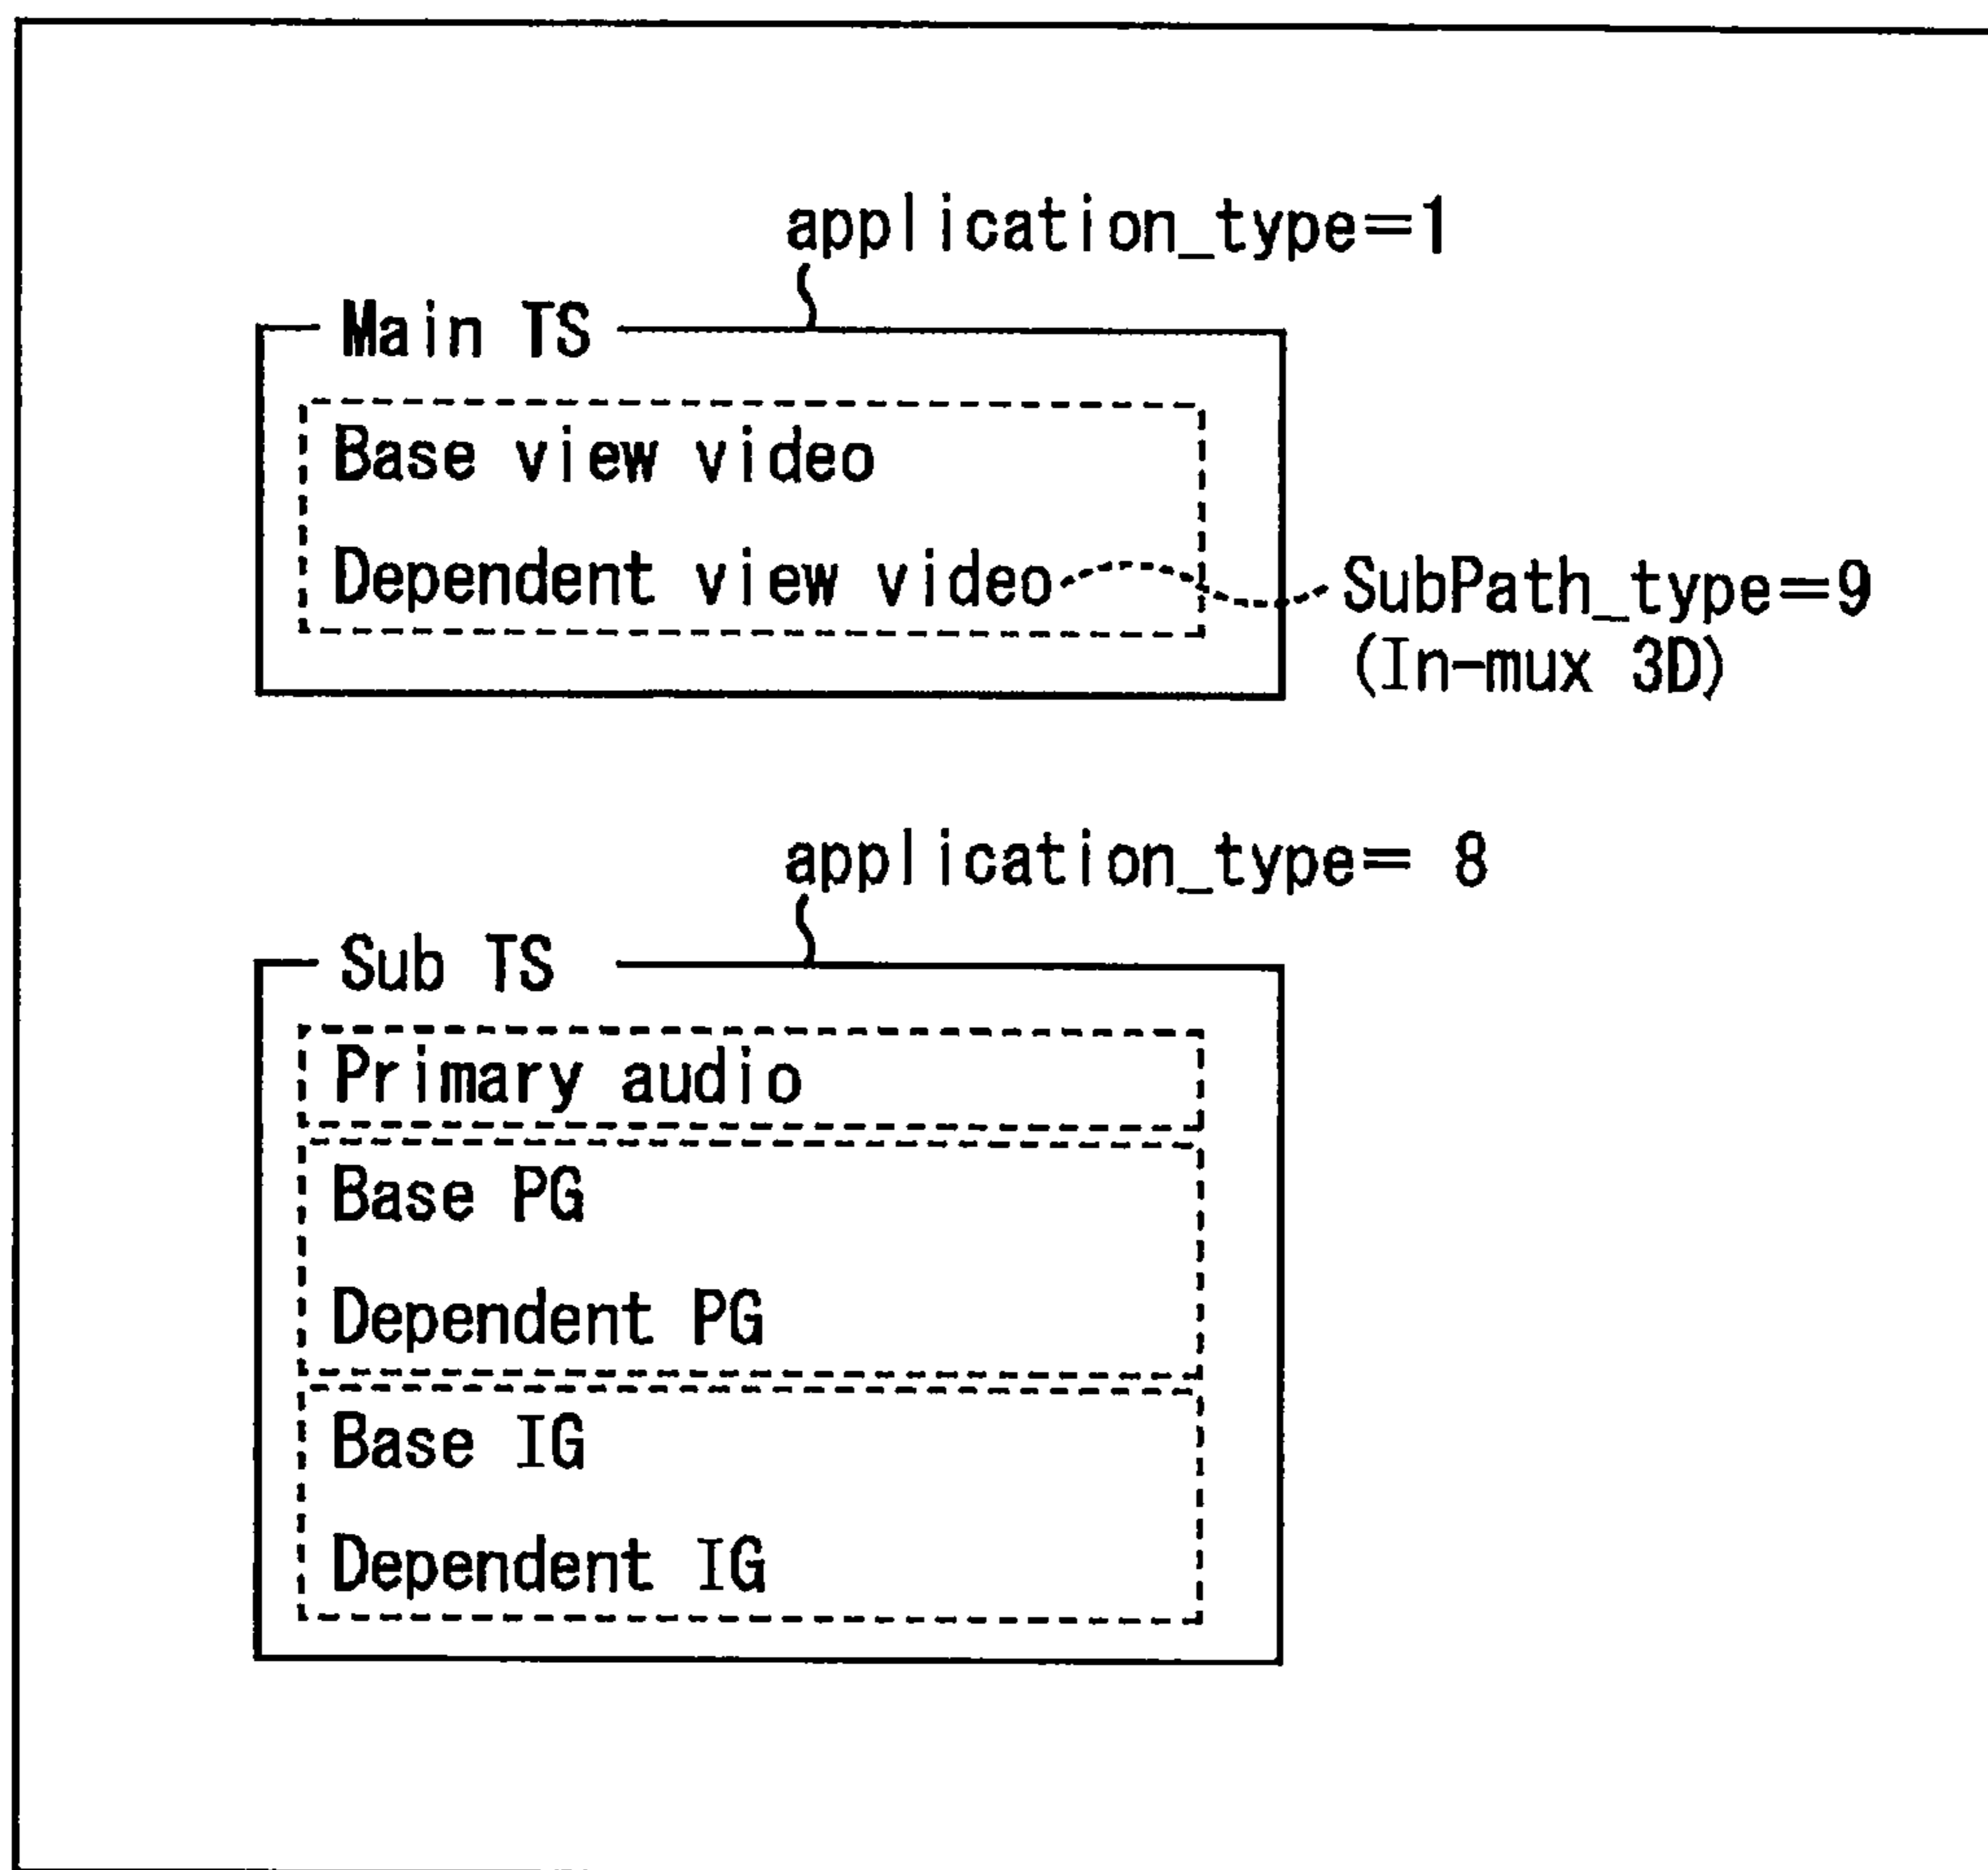 application_type=1
Main TS
Base view video
Dependent view video
SubPath_type=9
(In-mux 3D)
application_type= 8
Sub TS
Primary audio
Base PG
Dependent PG
Base IG
Dependent IG